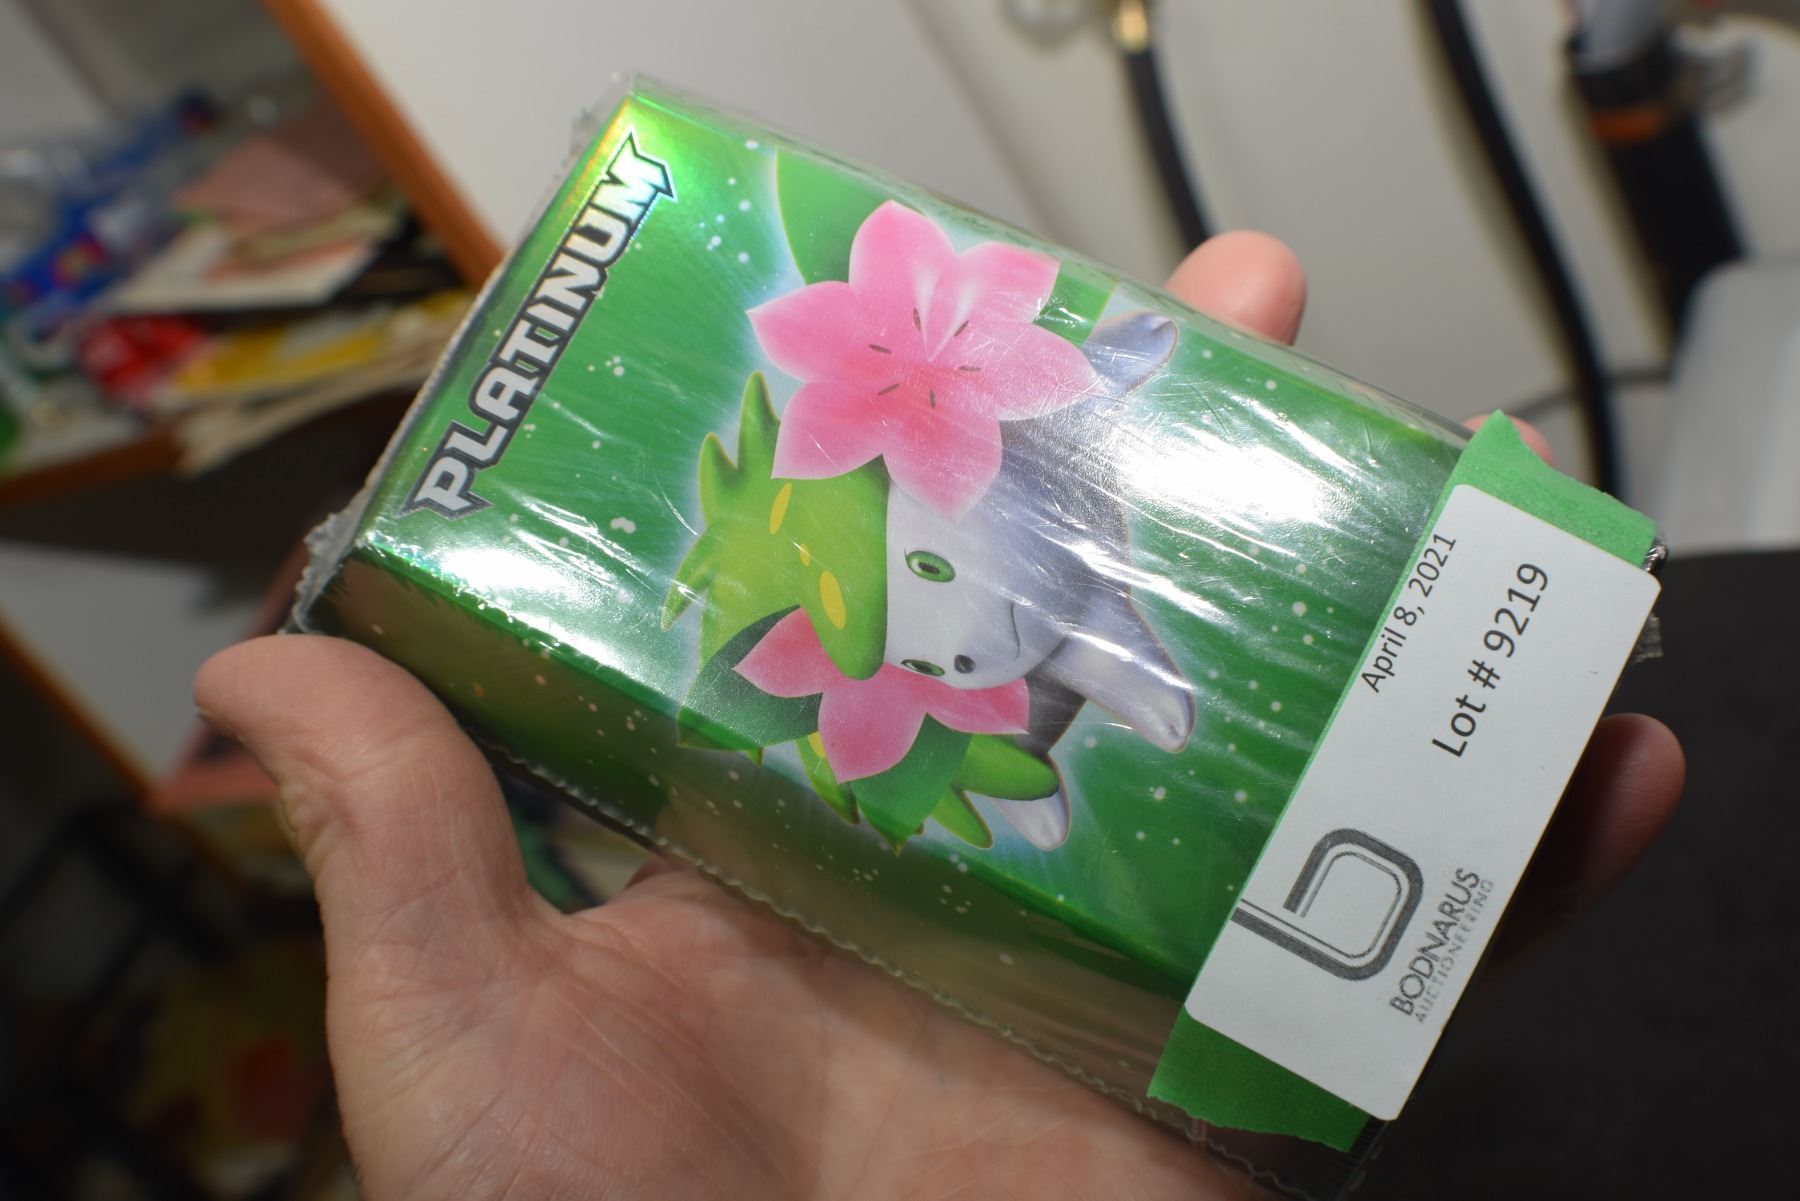 PLATINUM
April 8, 2021
Lot # 9219
b
BODNARUS
AUCTIONEERING